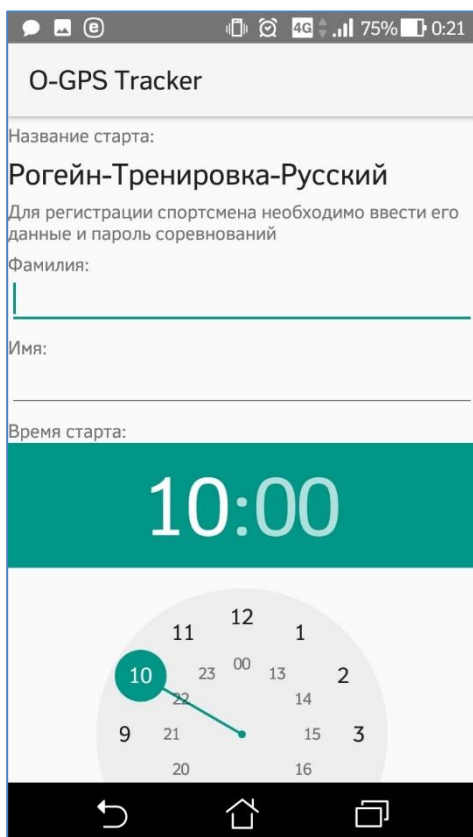 4G 75% 0:21
O-GPS Tracker
Название старта:
Рогейн-Тренировка-Русский
Для регистрации спортсмена необходимо ввести его
данные и пароль соревнований
Фамилия:
Имя:
Время старта:
10:00
12
11 1
00
23 13
10 2
22 14
9 21 15 3
20 16